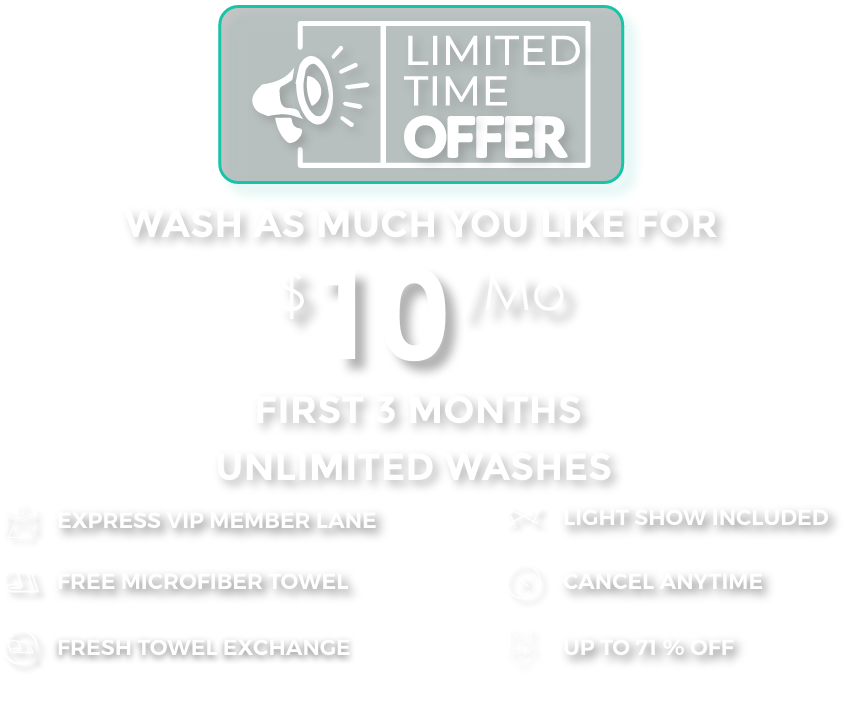 LIMITED
TIME
OFFER
WASH AS MUCH YOU LIKE FOR
$10/Mo
FIRST 3 MONTHS
UNLIMITED WASHES
EXPRESS VIP MEMBER LANE
LIGHT SHOW INCLUDED
FREE MICROFIBER TOWEL
CANCEL ANYTIME
FRESH TOWEL EXCHANGE
UP TO 71 % OFF